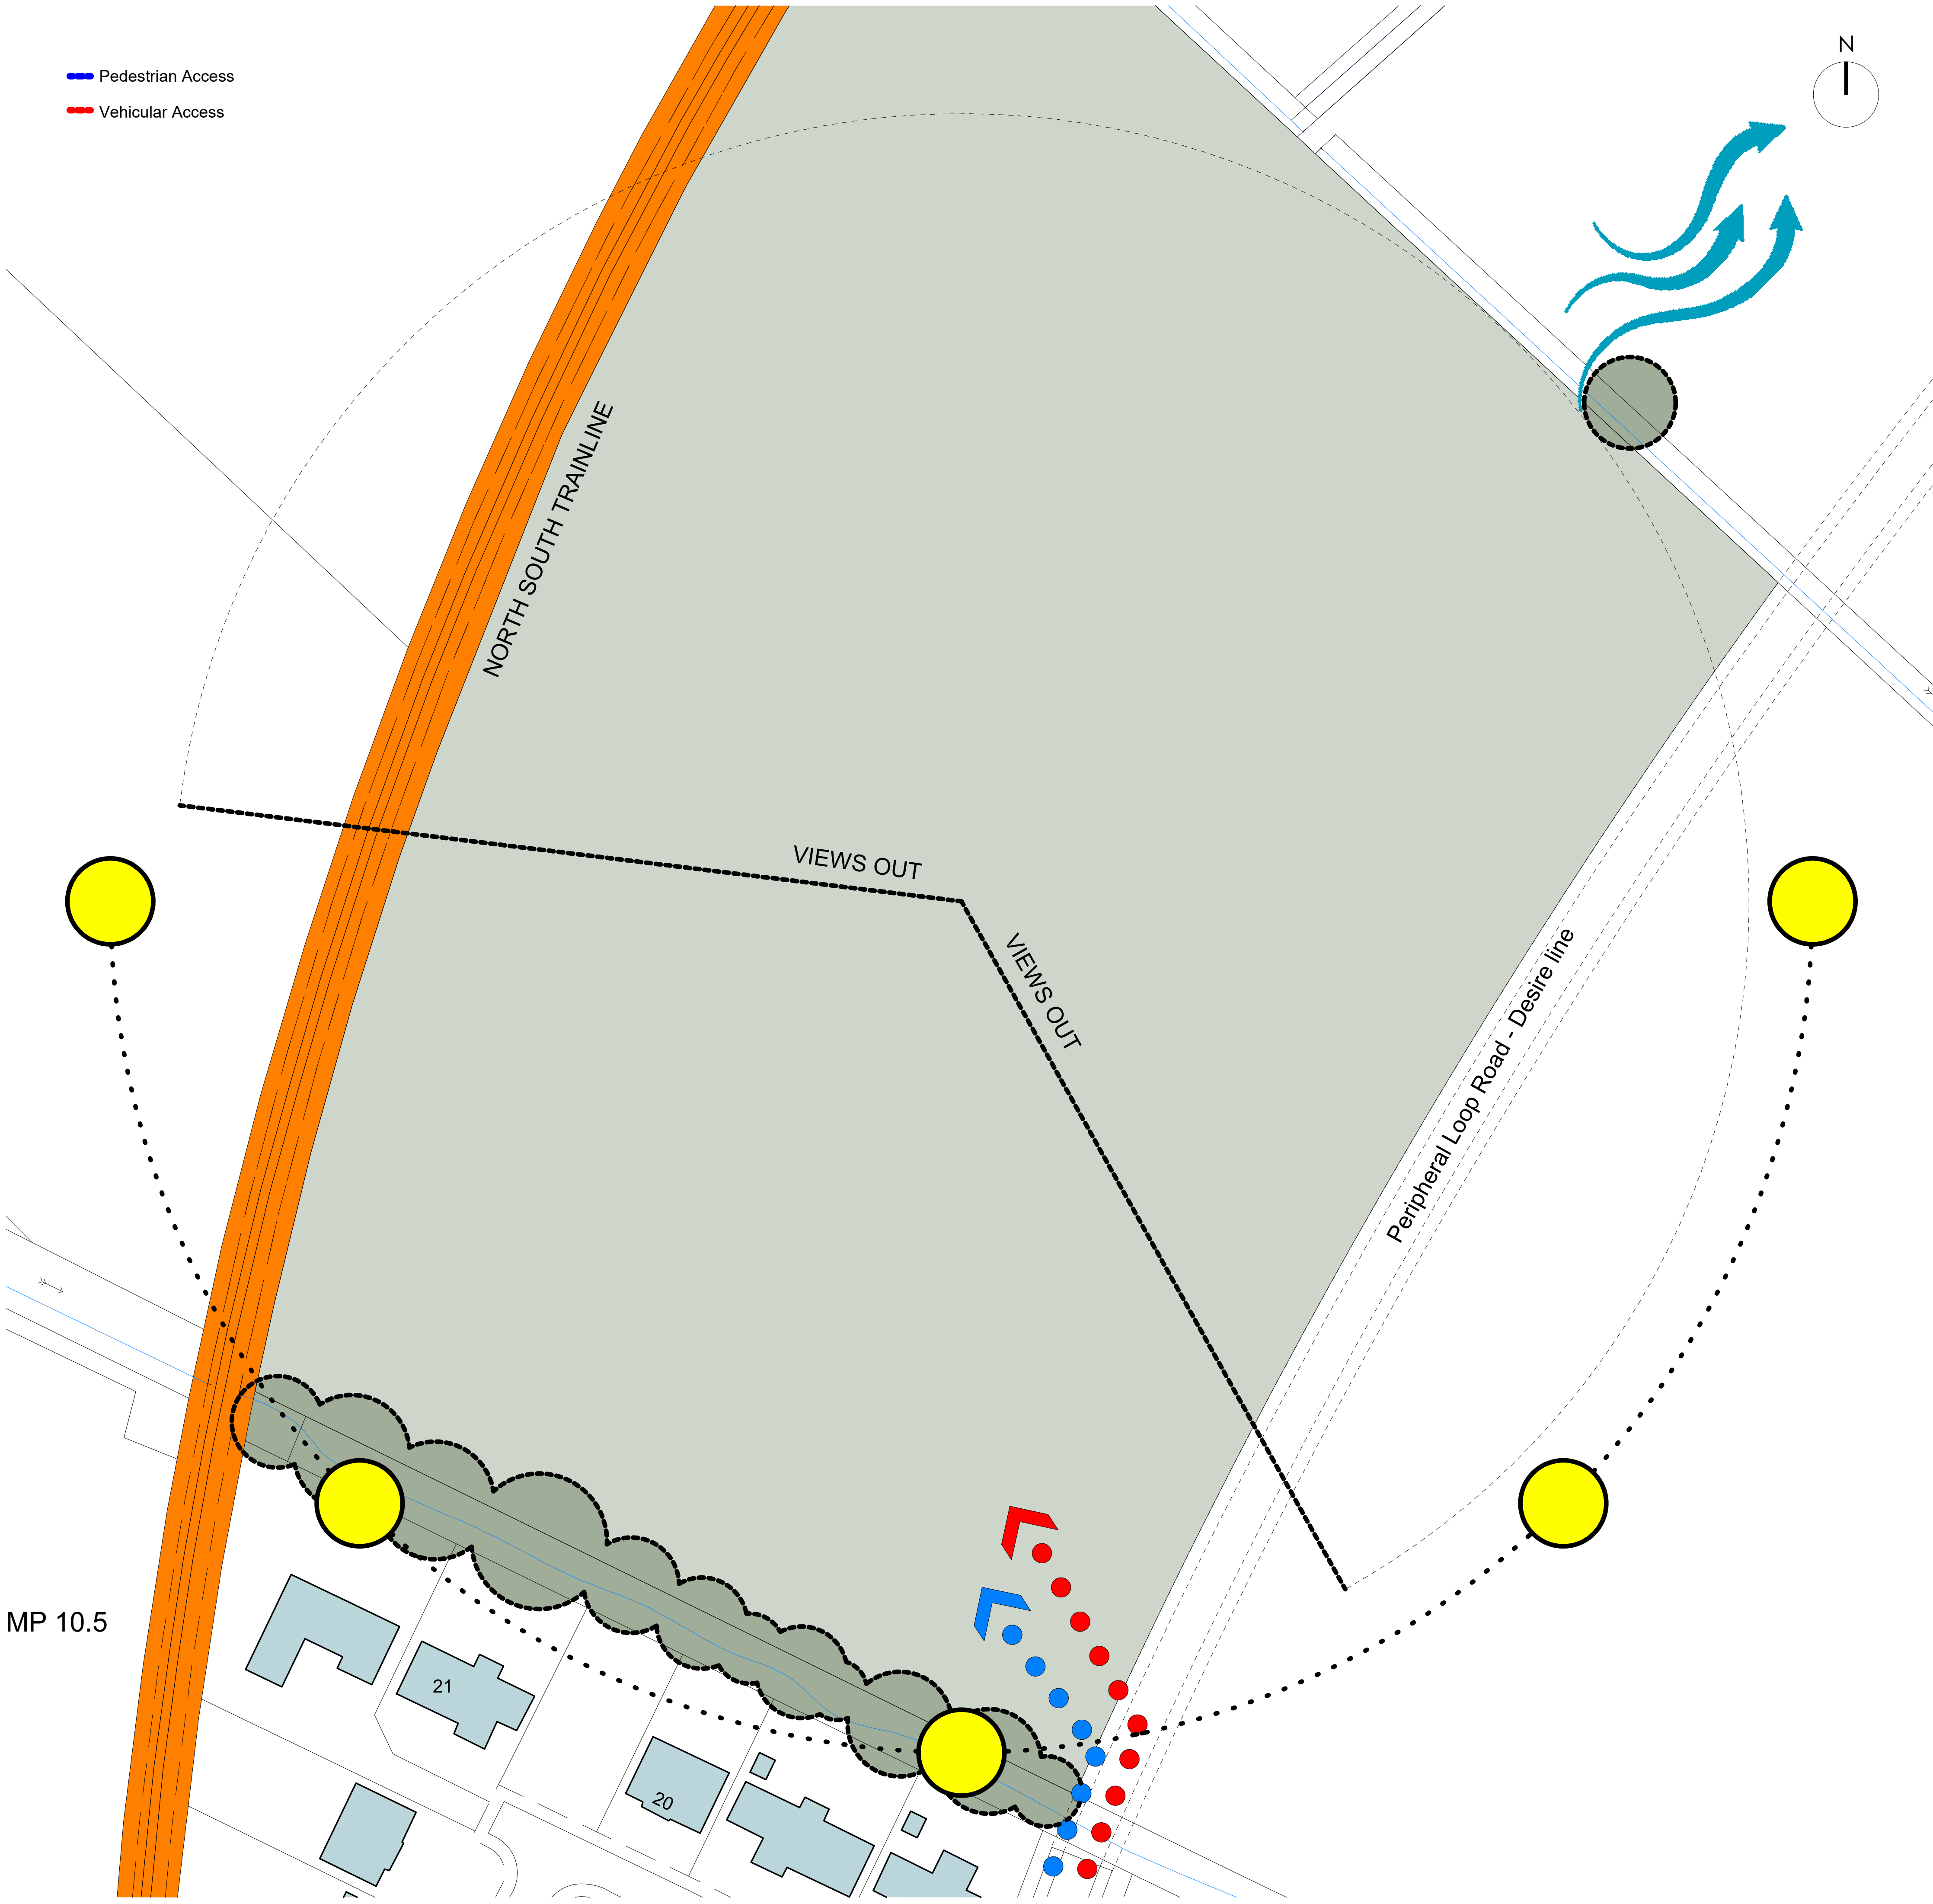 N
Pedestrian Access
Vehicular Access
NORTH SOUTH TRAINLINE
VIEWS OUT
VIEWS OUT
Peripheral Loop Road - Desire line
MP 10.5
21
20